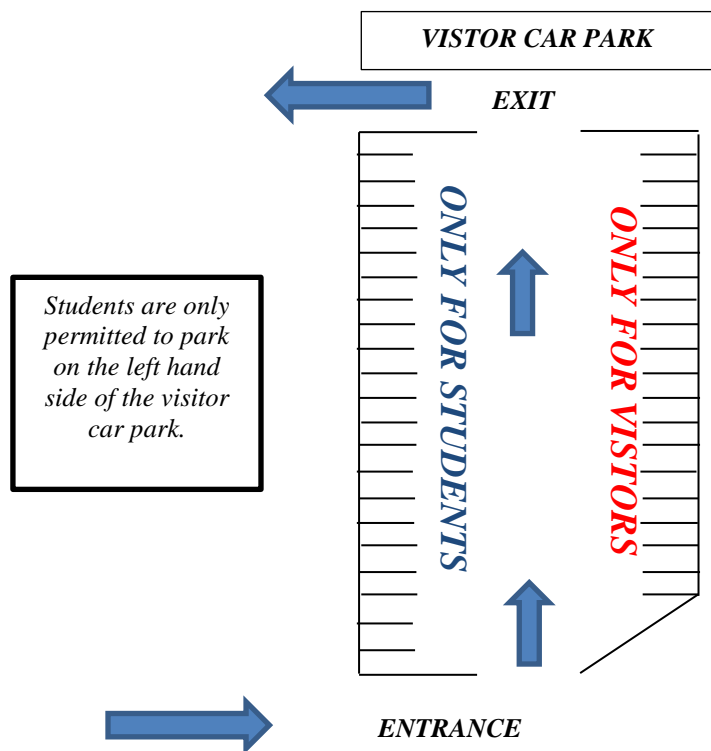 VISTOR CAR PARK
EXIT
ONLY FOR STUDENTS
ONLY FOR VISTORS
Students are only
permitted to park
on the left hand
side of the visitor
car park.
ENTRANCE